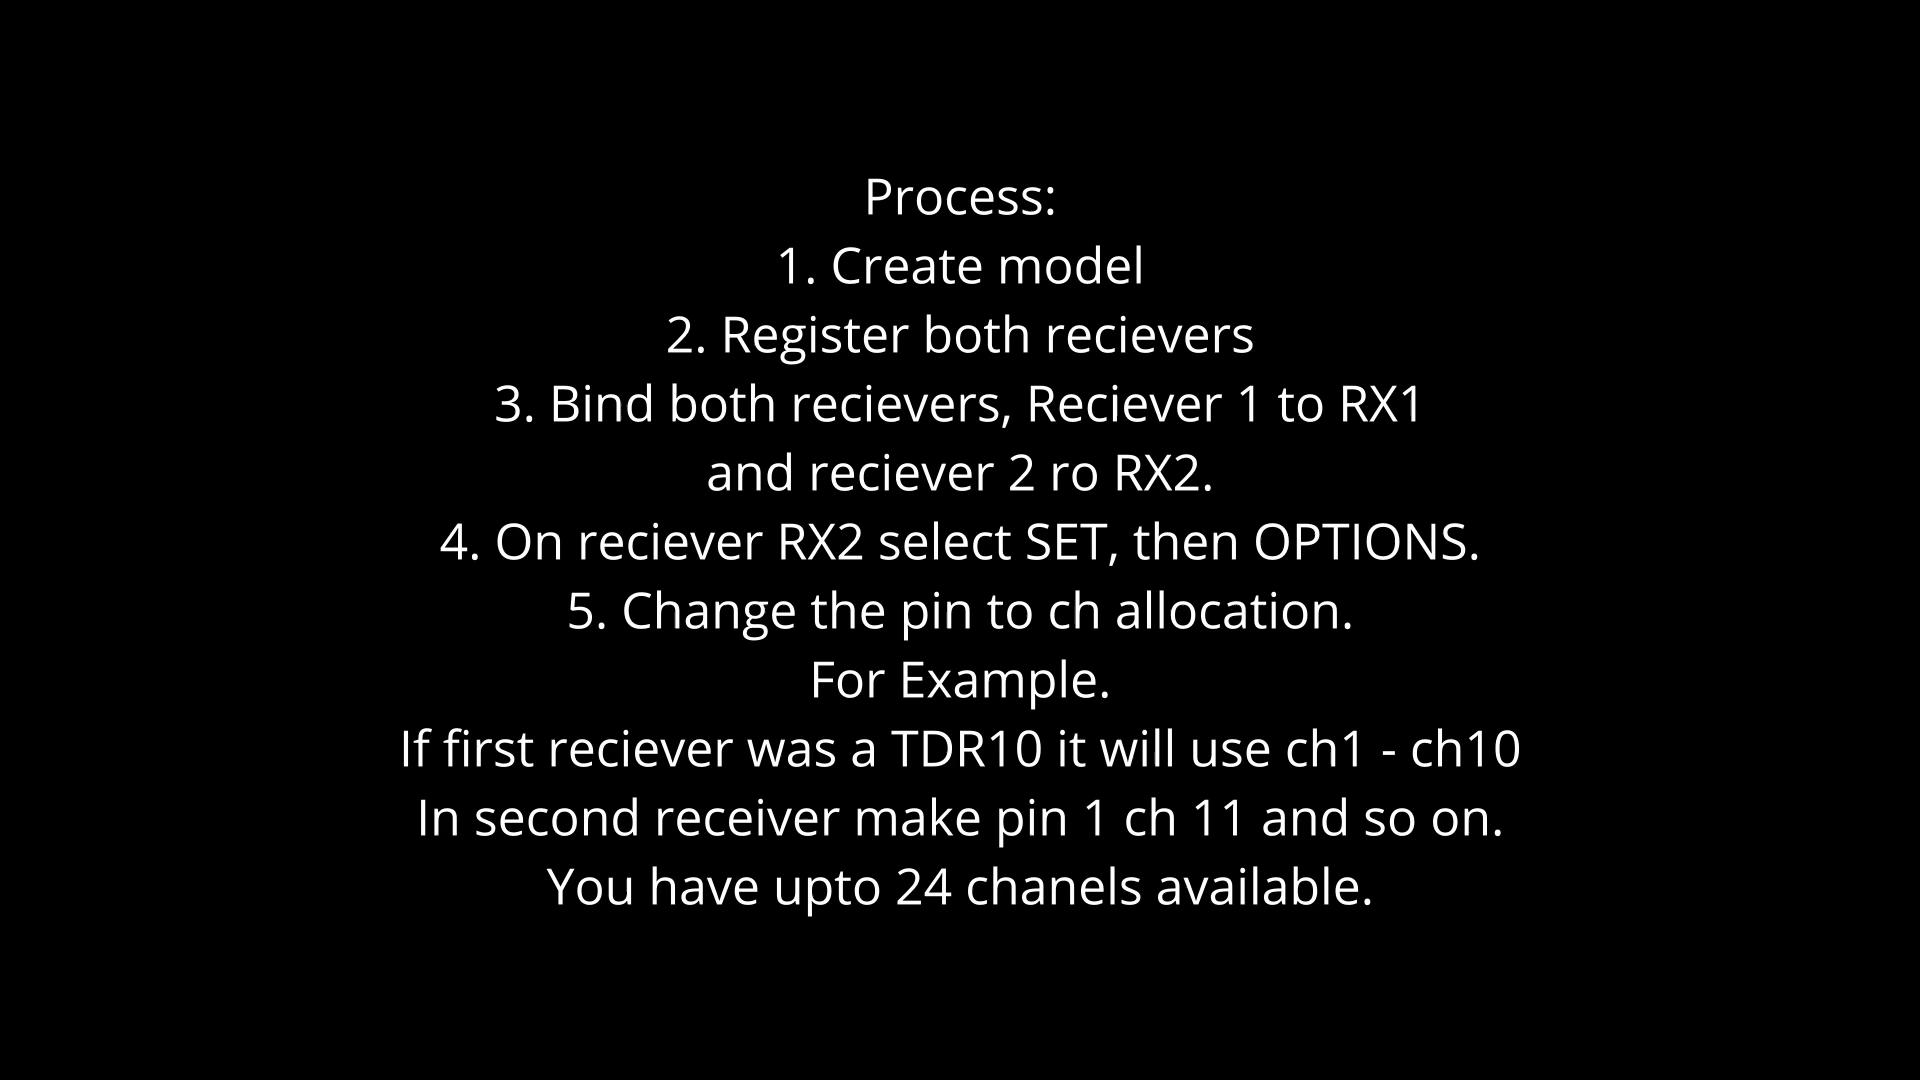 Process:
1. Create model
2. Register both recievers
3. Bind both recievers, Reciever 1 to RX1
and reciever 2 ro RX2.
4. On reciever RX2 select SET, then OPTIONS.
5. Change the pin to ch allocation.
For Example.
If first reciever was a TDR10 it will use ch1 - ch10
In second receiver make pin 1 ch 11 and so on.
You have upto 24 chanels available.